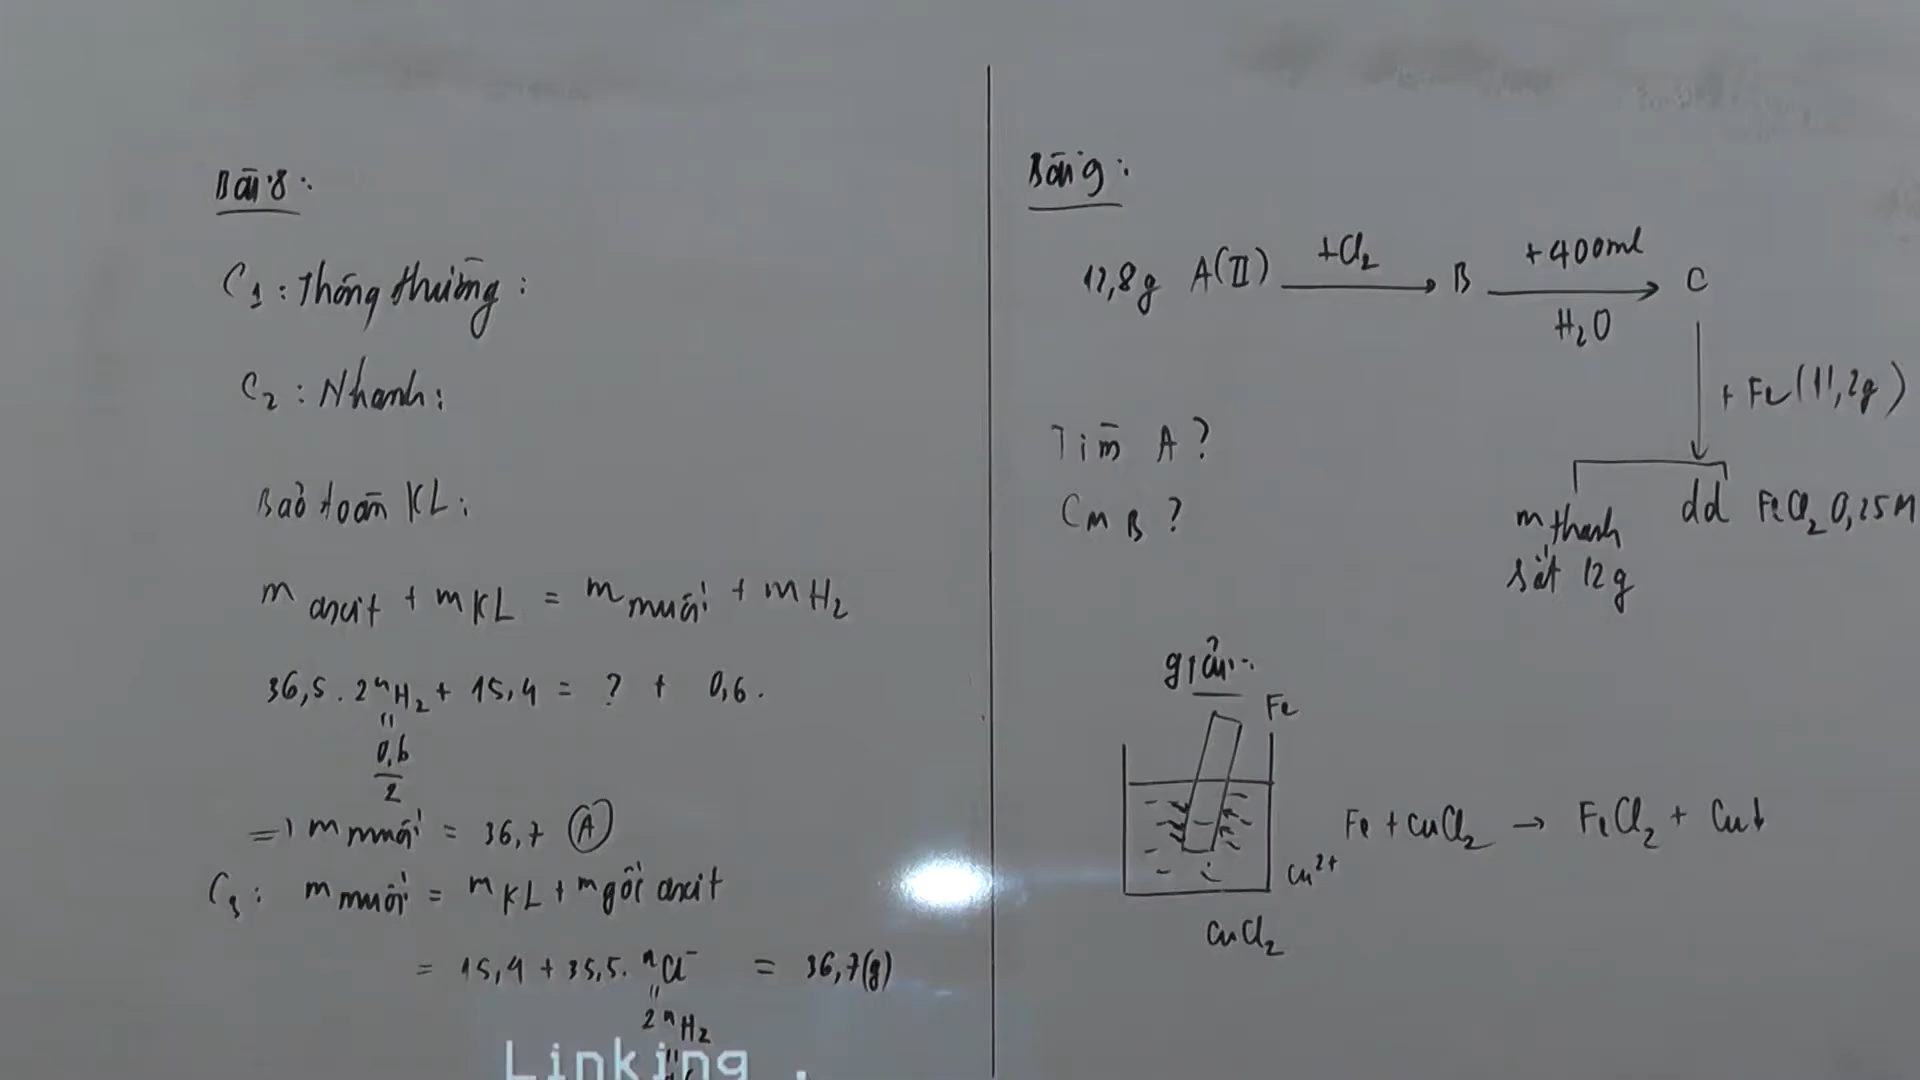 Bài 8:
C1: Thông thường:
C2: Nhanh:
Bảo toàn KL:
m axit + m KL = m muối + m H2
36,5 . 2nH2 + 15,4 = ? + 0,6.
"
0,6
2
=> m muối = 36,7 (A)
C3: m muối = m KL + m gốc axit
= 15,4 + 35,5. nCl- = 36,7(g)
"
2nH2
"
Linking .
Bài 9:
12,8g A(II) +Cl2 → B +400ml H2O → C
+ Fe (11,2g)
Tìm A?
CM B ?
m thanh sắt 12g
dd FeCl2 0,25M
giải:
Fe
Fe + CuCl2 → FeCl2 + Cu↓
Cu2+
CuCl2